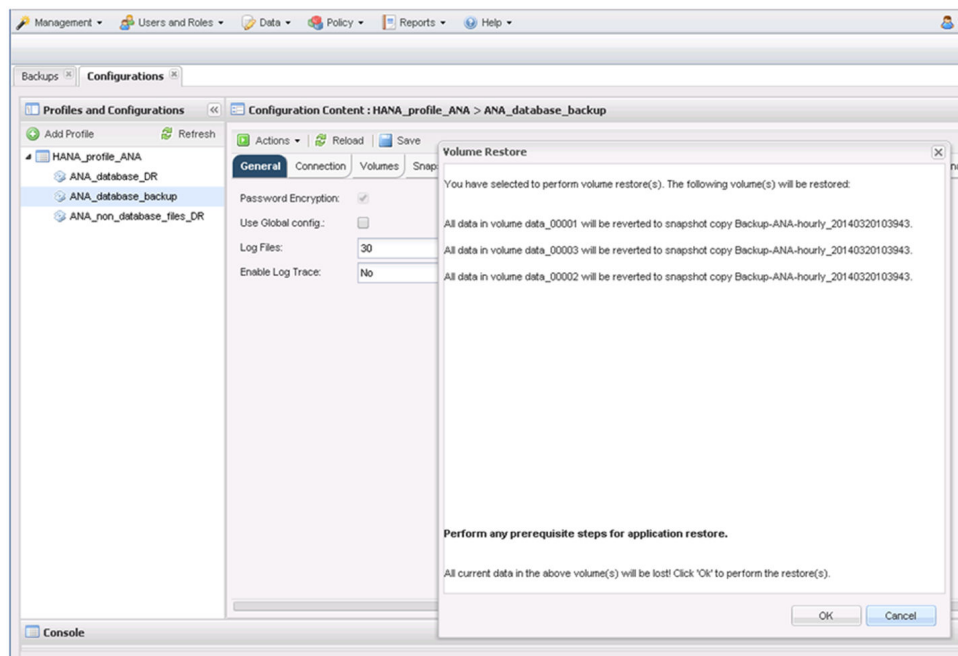 Management Users and Roles Data Policy Reports Help
Backups Configurations
Profiles and Configurations
Add Profile Refresh
HANA_profile_ANA
ANA_database_DR
ANA_database_backup
ANA_non_database_files_DR
Configuration Content : HANA_profile_ANA > ANA_database_backup
Actions Reload Save
General Connection Volumes Snap
Password Encryption:
Use Global config.:
Log Files: 30
Enable Log Trace: No
Volume Restore
You have selected to perform volume restore(s). The following volume(s) will be restored:
All data in volume data_00001 will be reverted to snapshot copy Backup-ANA-hourly_20140320103943.
All data in volume data_00003 will be reverted to snapshot copy Backup-ANA-hourly_20140320103943.
All data in volume data_00002 will be reverted to snapshot copy Backup-ANA-hourly_20140320103943.
Perform any prerequisite steps for application restore.
All current data in the above volume(s) will be lost! Click 'Ok' to perform the restore(s).
OK Cancel
Console